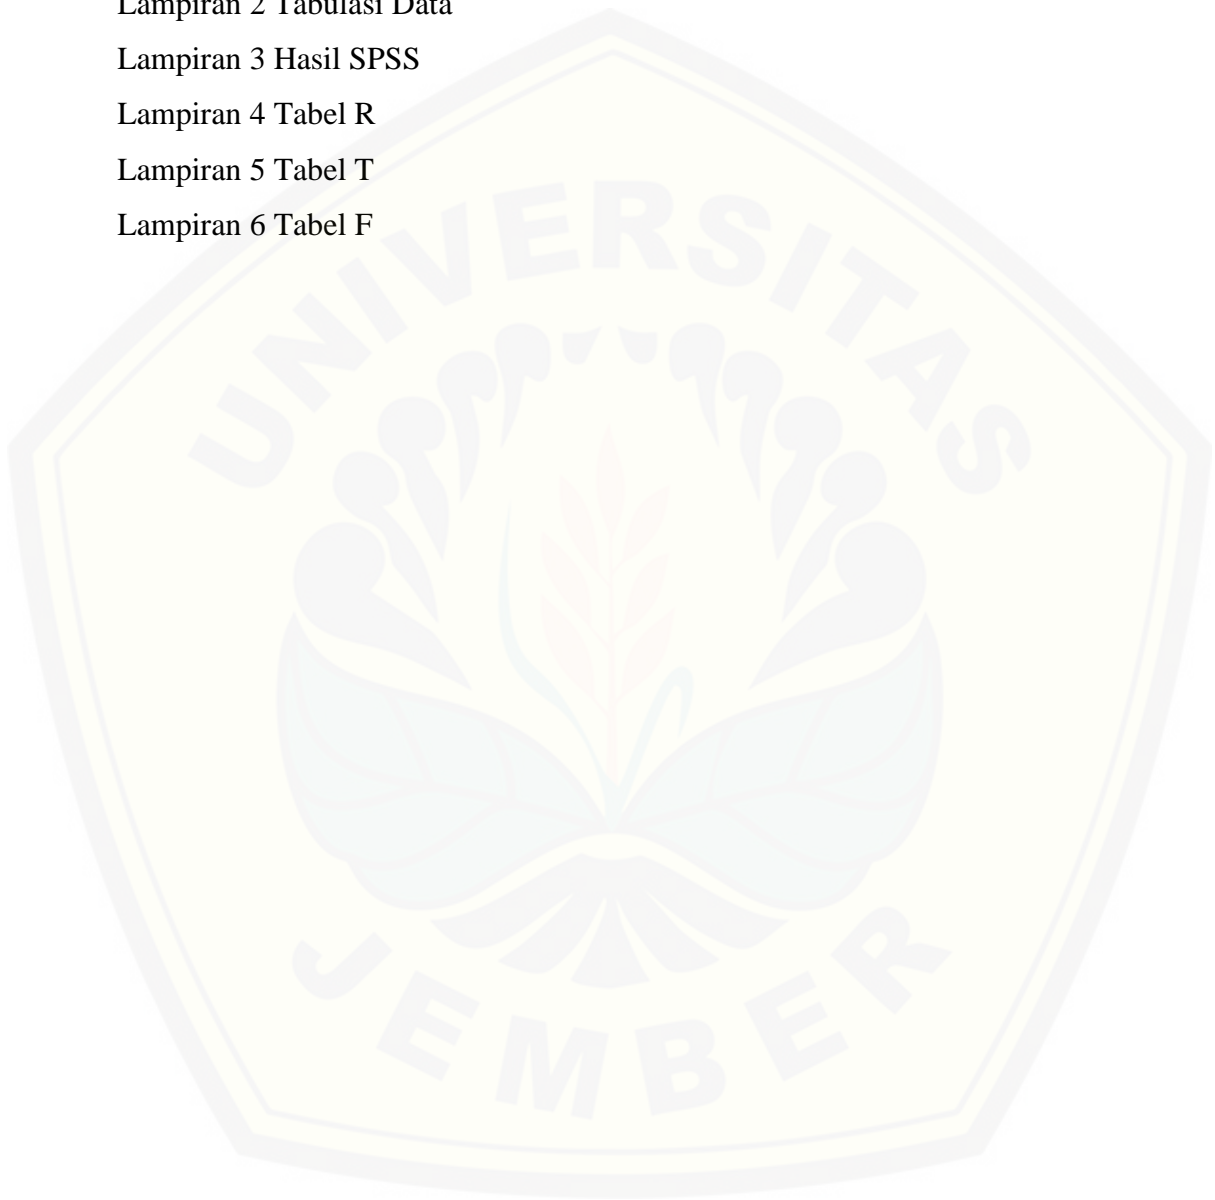 Lampiran 2 Tabulasi Data
Lampiran 3 Hasil SPSS
Lampiran 4 Tabel R
Lampiran 5 Tabel T
Lampiran 6 Tabel F
UNIVERSITAS
JEMBER